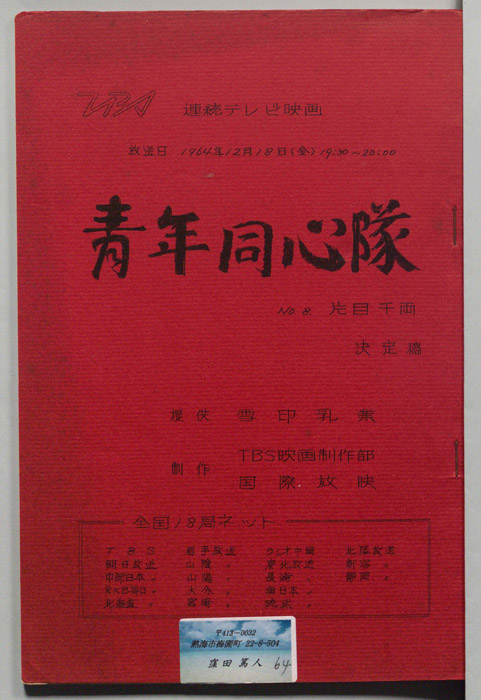 TBS
連続テレビ映画
放送日 1964年12月18日(金) 19:30～20:00
青年同心隊
No 8. 片目千両
決定稿
提供 雪印乳業
制作 TBS映画制作部
国際放映
全国18局ネット
TBS 岩手放送 ラジオ中国 北陸放送
朝日放送 山陰 〃 東北放送 新潟 〃
中部日本 〃 山陽 〃 長崎 〃 静岡 〃
RKB毎日 〃 大分 〃 南日本 〃
北海道 〃 宮崎 〃 琉球 〃
〒413-0032
熱海市梅園町 22-8-504
窪田篤人 64